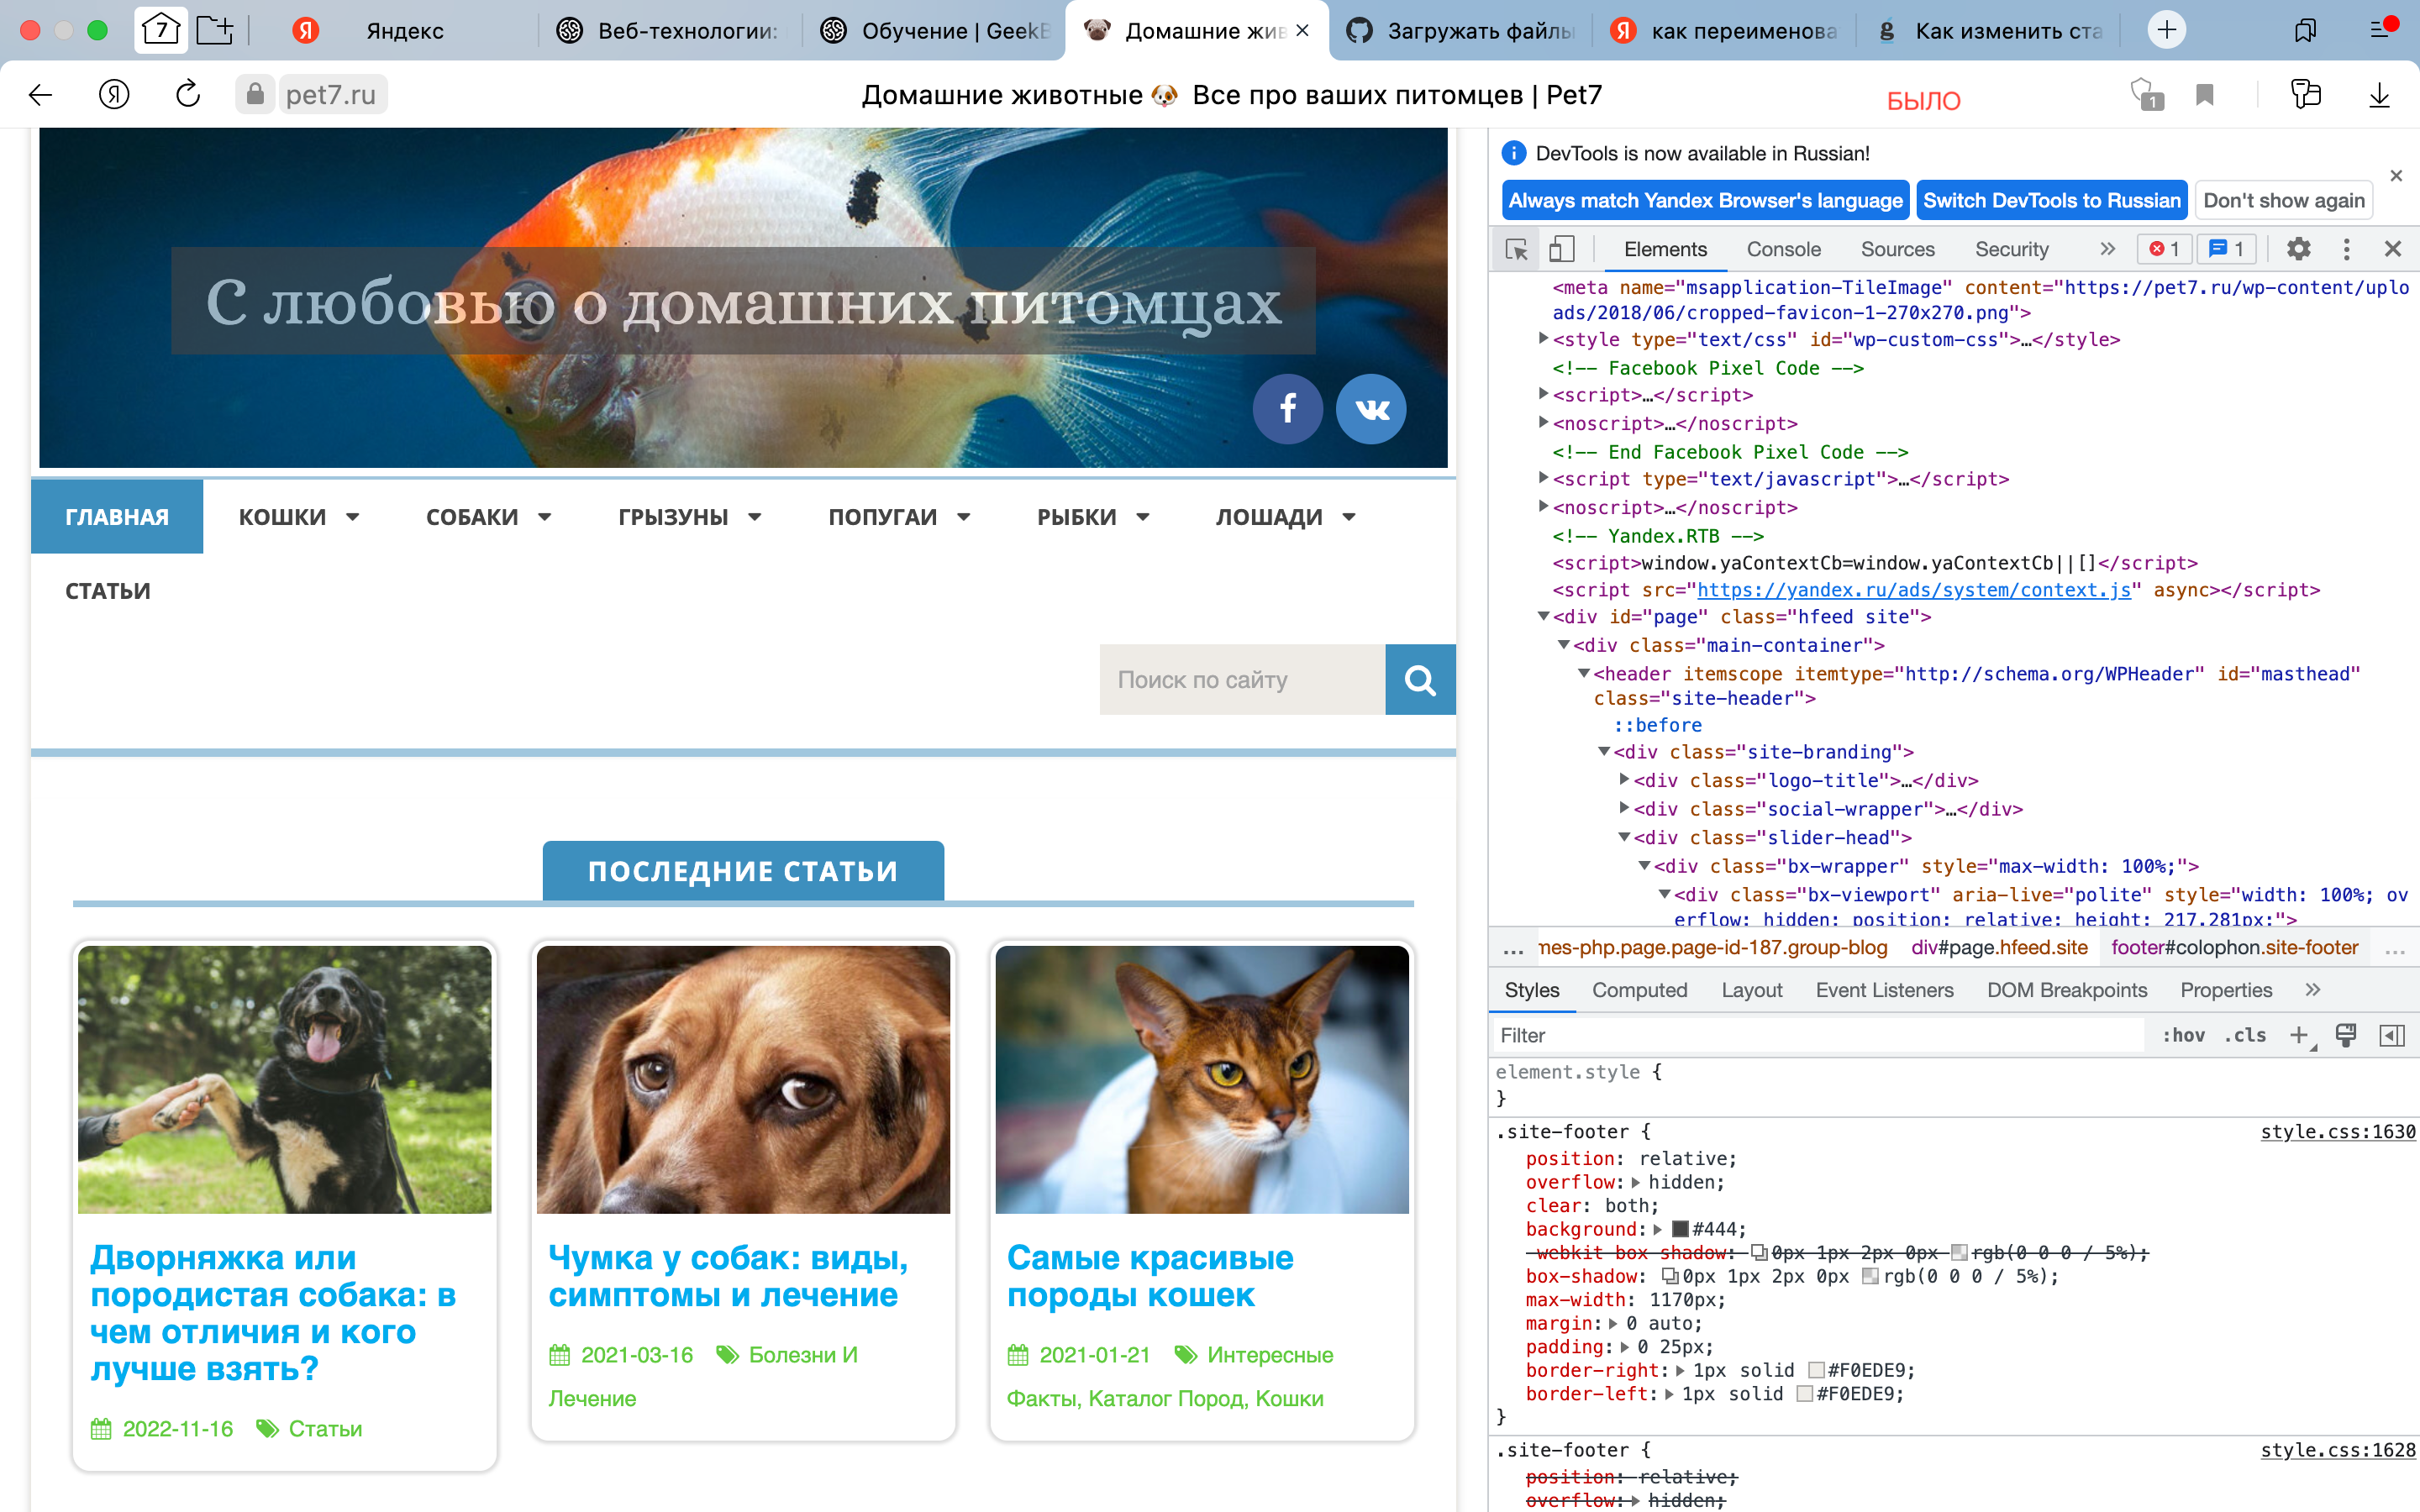 7
Яндекс
Веб-технологии:
Обучение | GeekB
Домашние жив
Загружать файлы
как переименова
Как изменить ста
pet7.ru
Домашние животные 🐶 Все про ваших питомцев | Pet7
БЫЛО
1
С любовью о домашних питомцах
ГЛАВНАЯ
КОШКИ
СОБАКИ
ГРЫЗУНЫ
ПОПУГАИ
РЫБКИ
ЛОШАДИ
СТАТЬИ
Поиск по сайту
ПОСЛЕДНИЕ СТАТЬИ
Дворняжка или
породистая собака: в
чем отличия и кого
лучше взять?
2022-11-16 Статьи
Чумка у собак: виды,
симптомы и лечение
2021-03-16 Болезни И
Лечение
Самые красивые
породы кошек
2021-01-21 Интересные
Факты, Каталог Пород, Кошки
DevTools is now available in Russian!
Always match Yandex Browser's language
Switch DevTools to Russian
Don't show again
Elements Console Sources Security » 1 1
<meta name="msapplication-TileImage" content="https://pet7.ru/wp-content/uplo
ads/2018/06/cropped-favicon-1-270x270.png">
<style type="text/css" id="wp-custom-css">…</style>
<!-- Facebook Pixel Code -->
<script>…</script>
<noscript>…</noscript>
<!-- End Facebook Pixel Code -->
<script type="text/javascript">…</script>
<noscript>…</noscript>
<!-- Yandex.RTB -->
<script>window.yaContextCb=window.yaContextCb||[]</script>
<script src="https://yandex.ru/ads/system/context.js" async></script>
<div id="page" class="hfeed site">
<div class="main-container">
<header itemscope itemtype="http://schema.org/WPHeader" id="masthead"
class="site-header">
::before
<div class="site-branding">
<div class="logo-title">…</div>
<div class="social-wrapper">…</div>
<div class="slider-head">
<div class="bx-wrapper" style="max-width: 100%;">
<div class="bx-viewport" aria-live="polite" style="width: 100%; ov
erflow: hidden; position: relative; height: 217.281px;">
… mes-php.page.page-id-187.group-blog div#page.hfeed.site footer#colophon.site-footer …
Styles Computed Layout Event Listeners DOM Breakpoints Properties »
Filter :hov .cls +
element.style {
}
.site-footer { style.css:1630
position: relative;
overflow: hidden;
clear: both;
background: #444;
-webkit-box-shadow: 0px 1px 2px 0px rgb(0 0 0 / 5%);
box-shadow: 0px 1px 2px 0px rgb(0 0 0 / 5%);
max-width: 1170px;
margin: 0 auto;
padding: 0 25px;
border-right: 1px solid #F0EDE9;
border-left: 1px solid #F0EDE9;
}
.site-footer { style.css:1628
position: relative;
overflow: hidden;